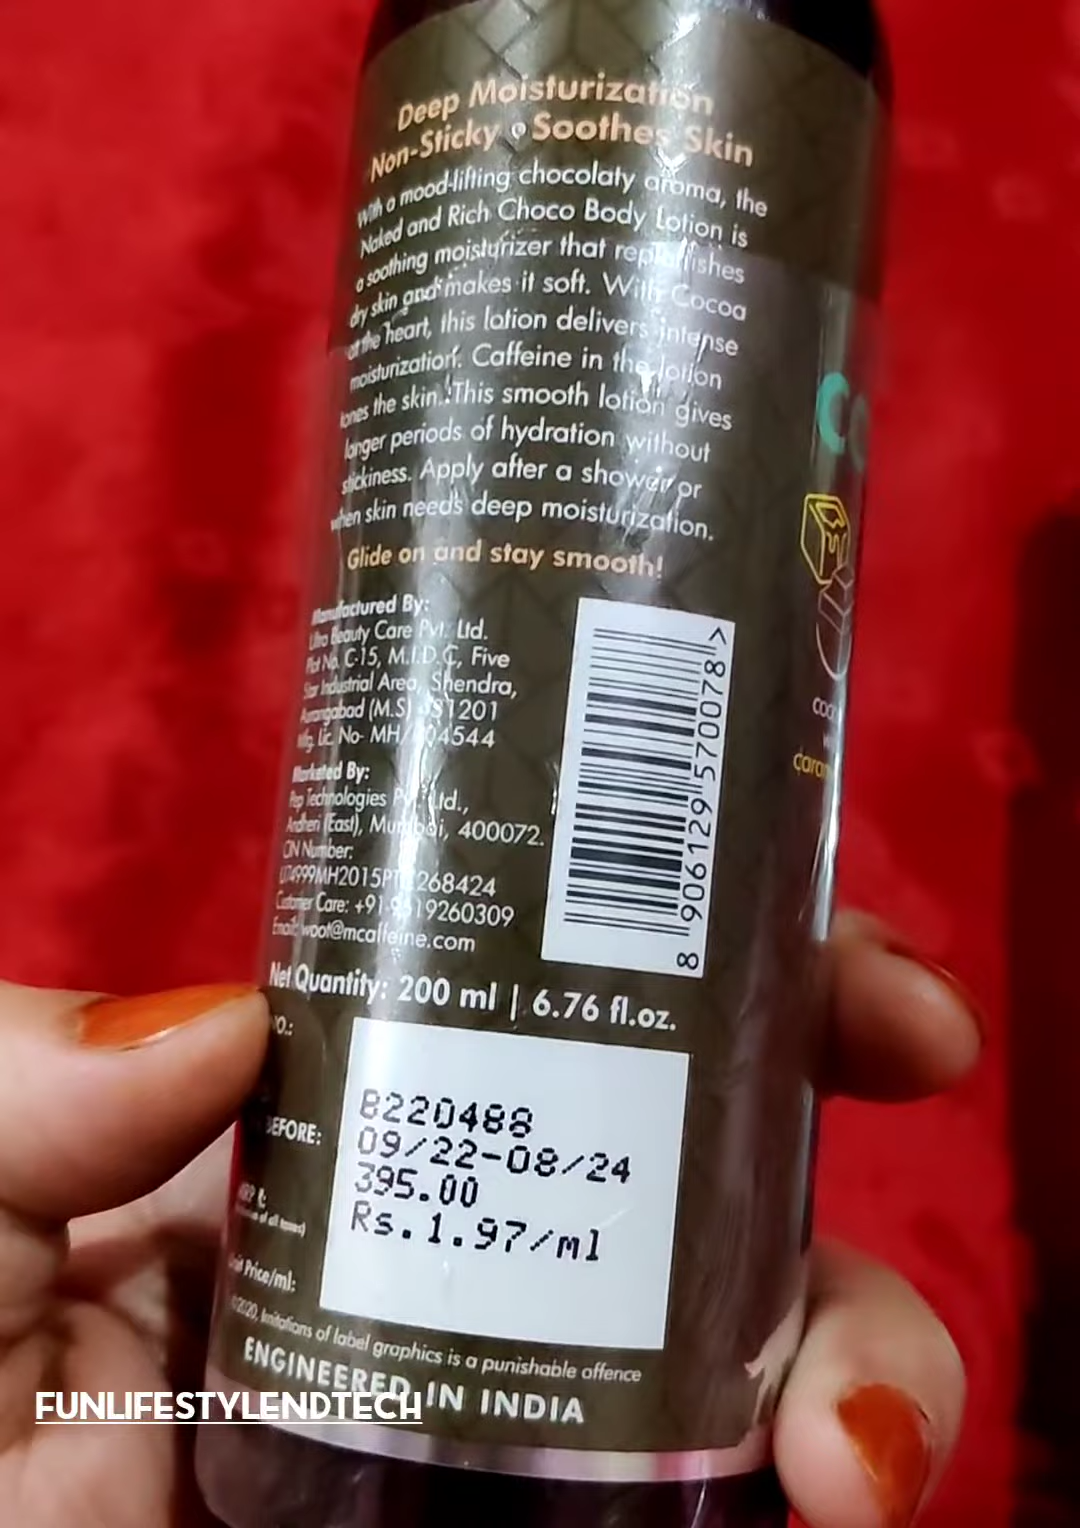 Deep Moisturization
Non-Sticky • Soothes Skin
With a mood-lifting chocolaty aroma, the
Naked and Rich Choco Body Lotion is
a soothing moisturizer that replenishes
dry skin and makes it soft. With Cocoa
at the heart, this lotion delivers intense
moisturization. Caffeine in the lotion
tones the skin. This smooth lotion gives
longer periods of hydration without
stickiness. Apply after a shower or
when skin needs deep moisturization.
Glide on and stay smooth!
Manufactured By:
Beauty Care Pvt. Ltd.
Plot No. C-15, M.I.D.C, Five
Star Industrial Area, Shendra,
Aurangabad (M.S)
Mfg. Lic. No- MH/
Marketed By:
Pep Technologies Pvt. Ltd.,
Andheri (East), Mumbai, 400072.
CIN Number:
268424
Customer Care:
Email: woot@mcaffeine.com
8 906129 570078 >
Net Quantity: 200 ml | 6.76 fl.oz.
NO.:
B220488
BEFORE:
09/22-08/24
MRP ₹:
395.00
Rs.1.97/ml
Price/ml:
©2020, Imitations of label graphics is a punishable offence
ENGINEERED IN INDIA
FUNLIFESTYLENDTECH